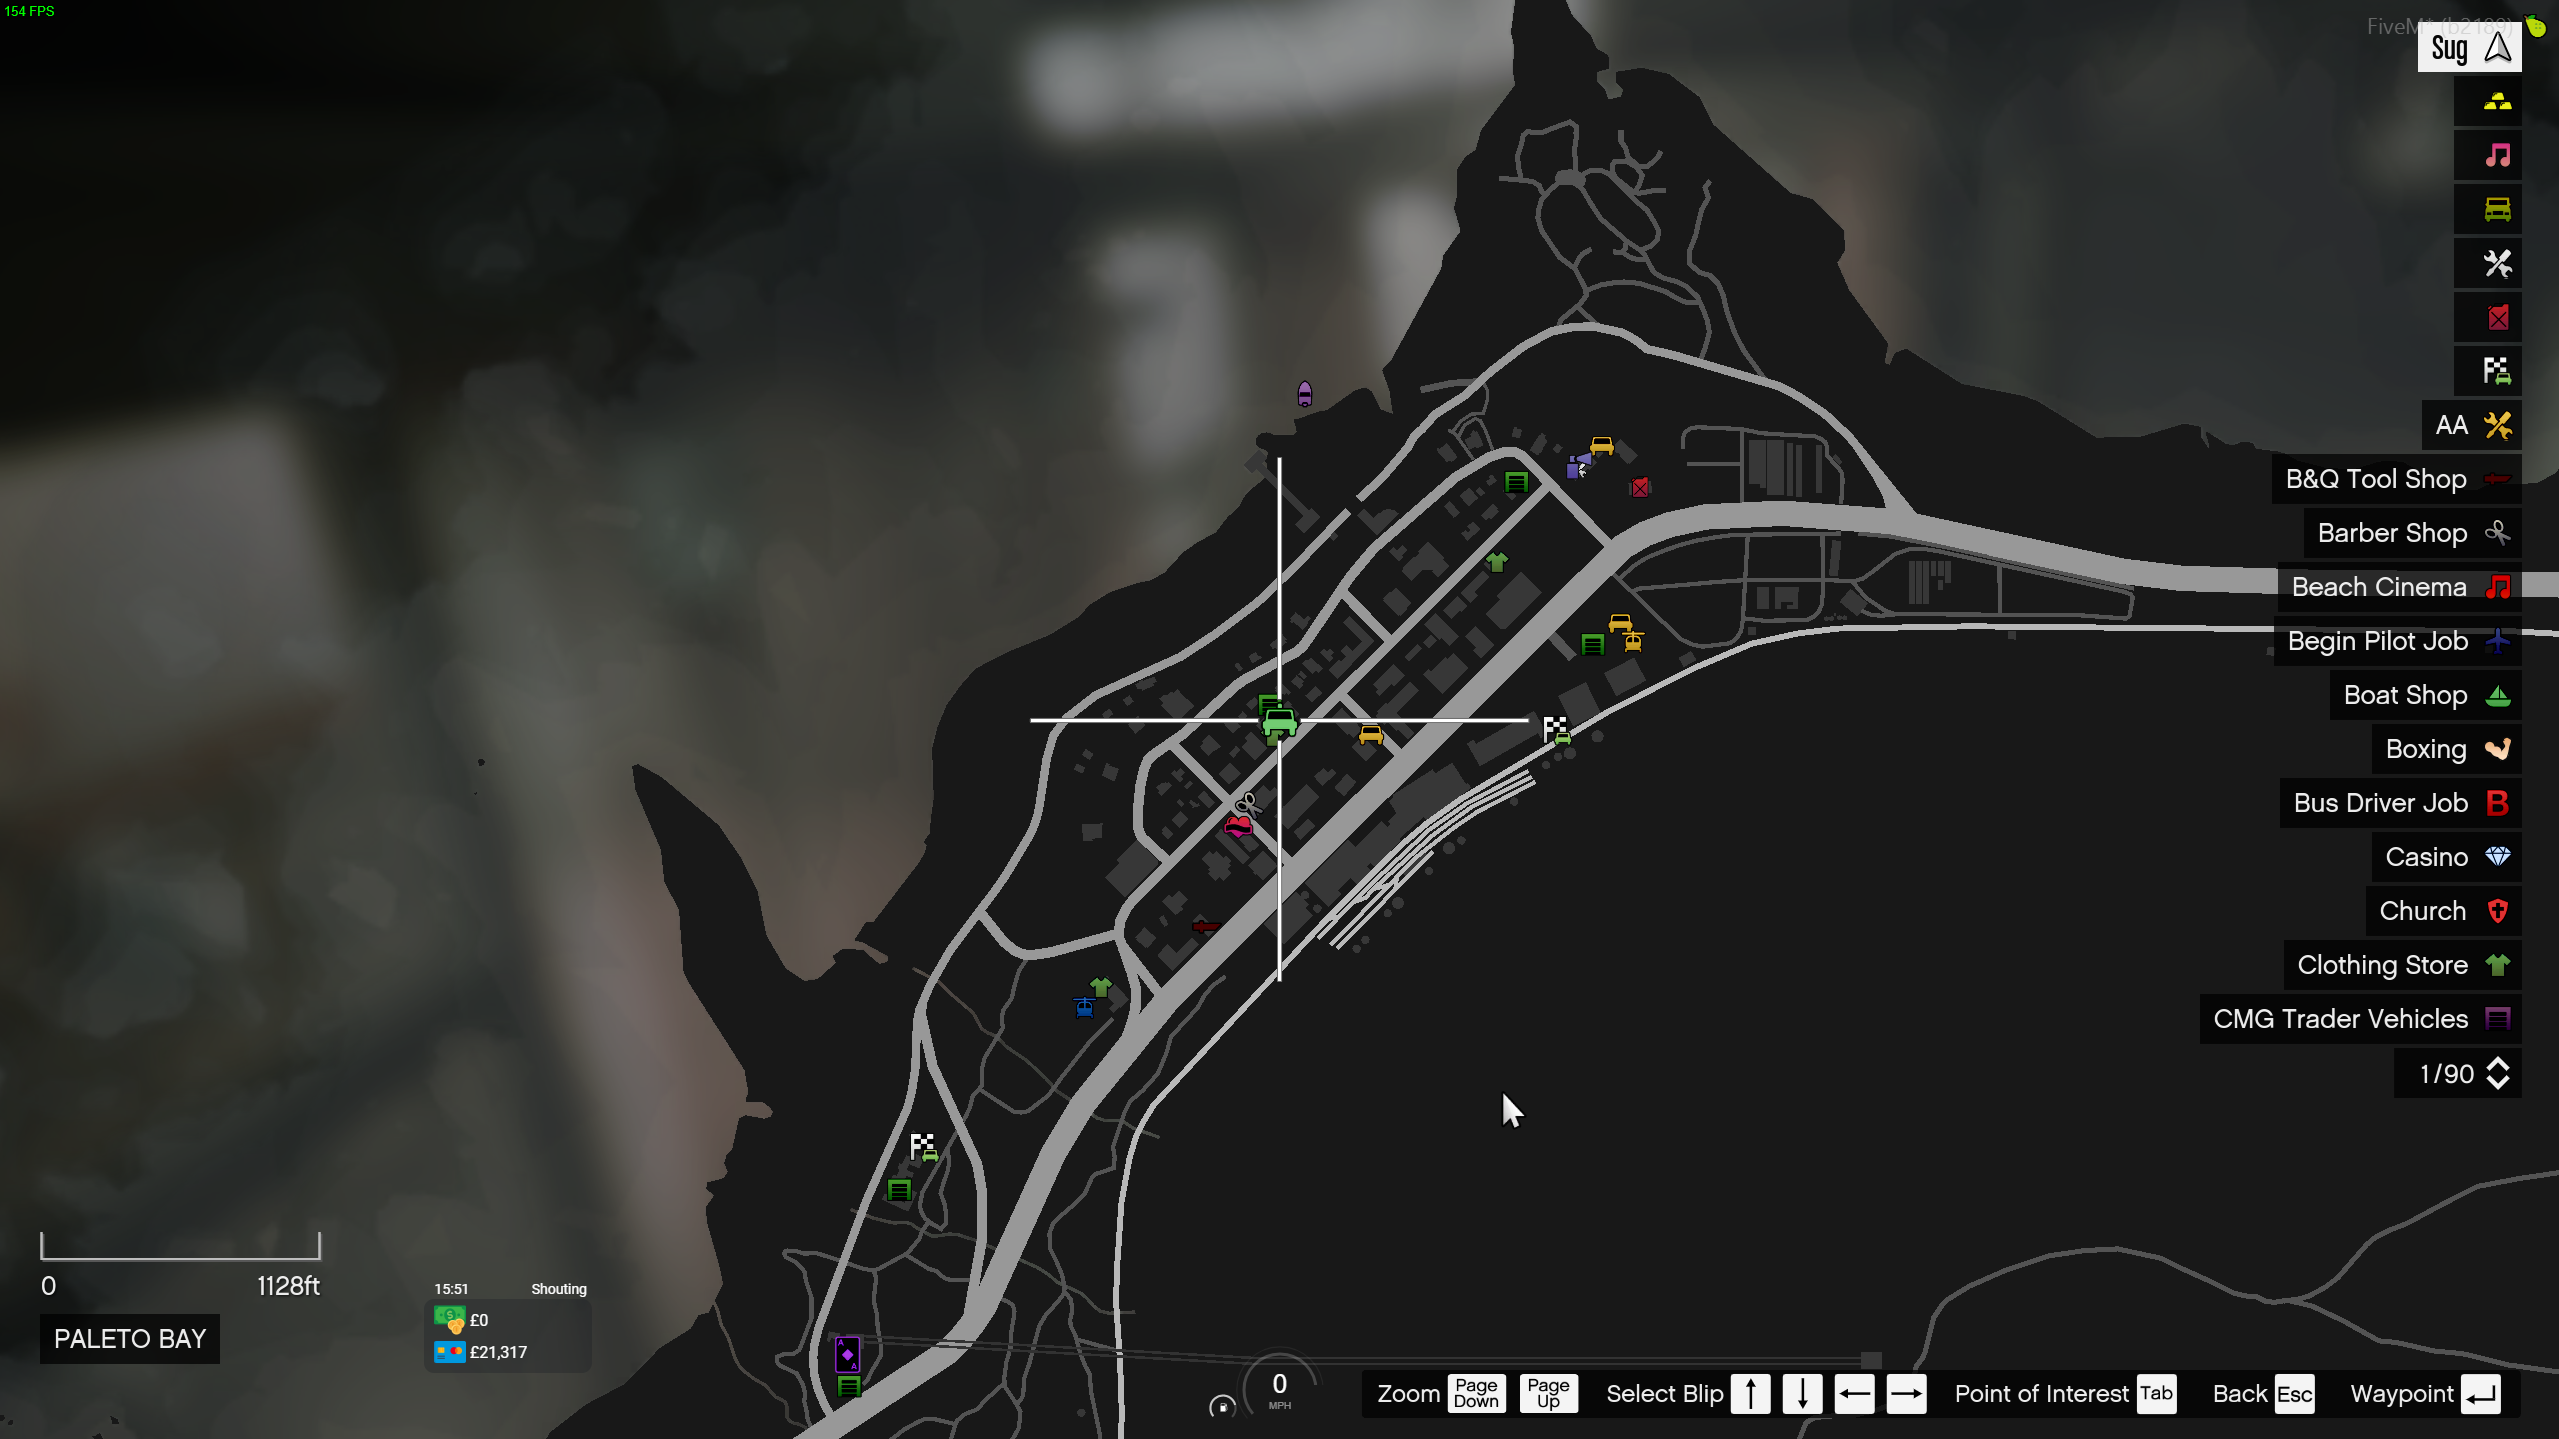 154 FPS
FiveM* (b2189)
Sug
AA
B&Q Tool Shop
Barber Shop
Beach Cinema
Begin Pilot Job
Boat Shop
Boxing
Bus Driver Job B
Casino
Church
Clothing Store
CMG Trader Vehicles
1/90
0 1128ft
PALETO BAY
15:51 Shouting
£0
£21,317
0
MPH
Zoom Page Down Page Up Select Blip ↑ ↓ ← → Point of Interest Tab Back Esc Waypoint